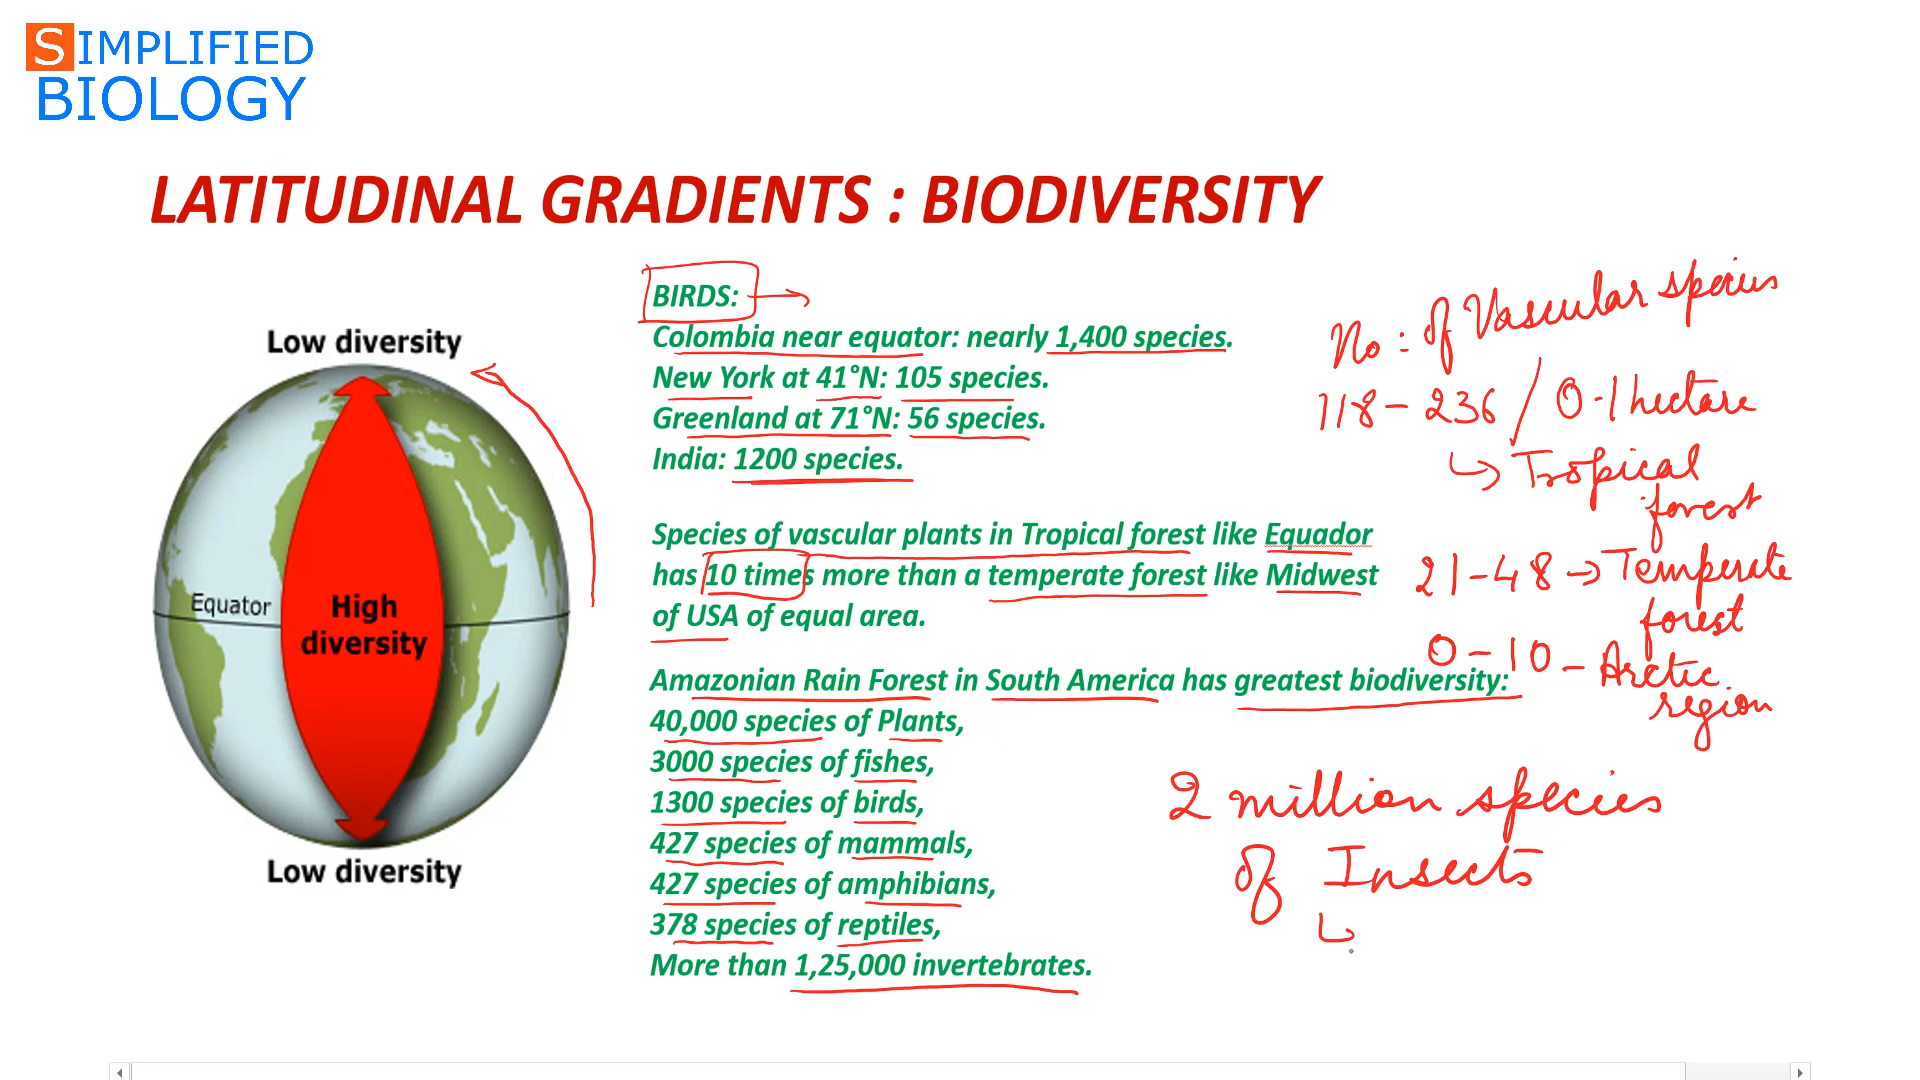 SIMPLIFIED
BIOLOGY
LATITUDINAL GRADIENTS : BIODIVERSITY
Low diversity
Equator
High
diversity
Low diversity
BIRDS:
Colombia near equator: nearly 1,400 species.
New York at 41°N: 105 species.
Greenland at 71°N: 56 species.
India: 1200 species.
Species of vascular plants in Tropical forest like Equador
has 10 times more than a temperate forest like Midwest
of USA of equal area.
Amazonian Rain Forest in South America has greatest biodiversity:
40,000 species of Plants,
3000 species of fishes,
1300 species of birds,
427 species of mammals,
427 species of amphibians,
378 species of reptiles,
More than 1,25,000 invertebrates.
No: of Vascular species
118 - 236 / 0.1 hectare
↳ Tropical
forest
21-48 → Temperate
forest
0-10 - Arctic
region
2 million species
of Insects
↳